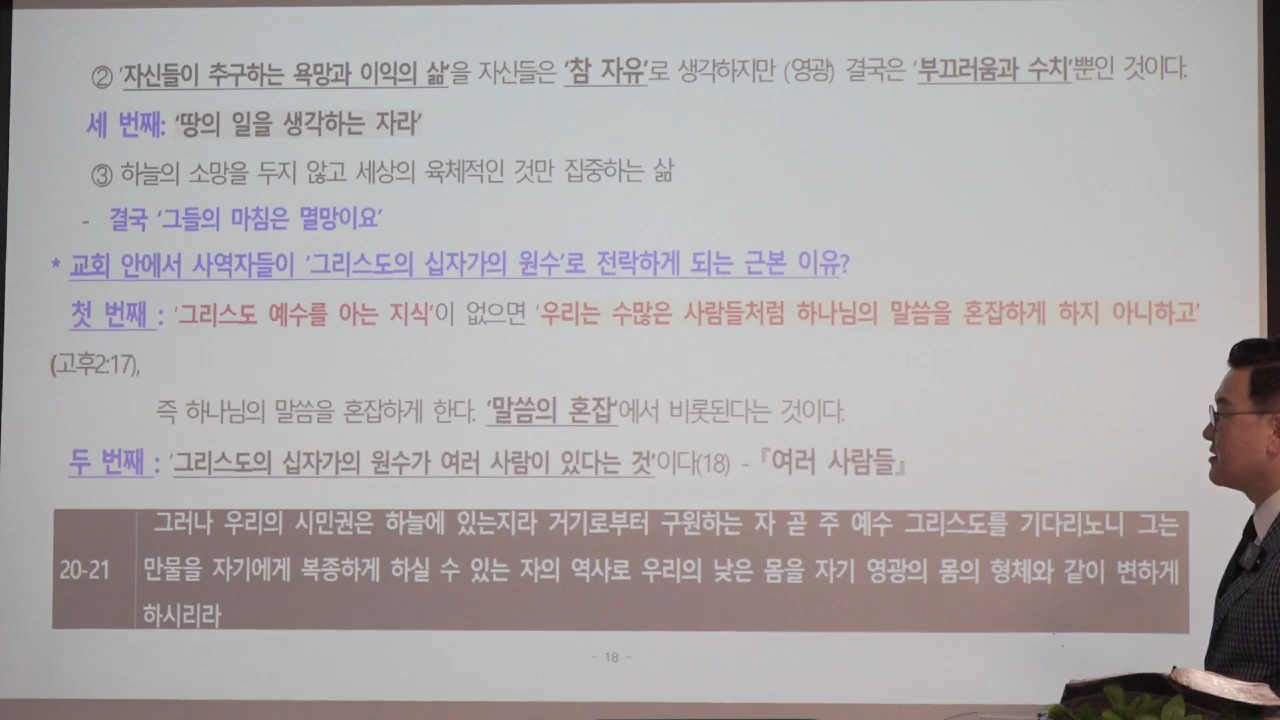 ② '자신들이 추구하는 욕망과 이익의 삶'을 자신들은 '참 자유'로 생각하지만 (영광) 결국은 '부끄러움과 수치'뿐인 것이다.
세 번째: '땅의 일을 생각하는 자라'
③ 하늘의 소망을 두지 않고 세상의 육체적인 것만 집중하는 삶
- 결국 '그들의 마침은 멸망이요'
* 교회 안에서 사역자들이 '그리스도의 십자가의 원수'로 전락하게 되는 근본 이유?
첫 번째 : '그리스도 예수를 아는 지식'이 없으면 '우리는 수많은 사람들처럼 하나님의 말씀을 혼잡하게 하지 아니하고'
(고후2:17),
즉 하나님의 말씀을 혼잡하게 한다. '말씀의 혼잡'에서 비롯된다는 것이다.
두 번째 : '그리스도의 십자가의 원수가 여러 사람이 있다는 것'이다(18) -『여러 사람들』
그러나 우리의 시민권은 하늘에 있는지라 거기로부터 구원하는 자 곧 주 예수 그리스도를 기다리노니 그는
20-21 만물을 자기에게 복종하게 하실 수 있는 자의 역사로 우리의 낮은 몸을 자기 영광의 몸의 형체와 같이 변하게
하시리라
- 18 -